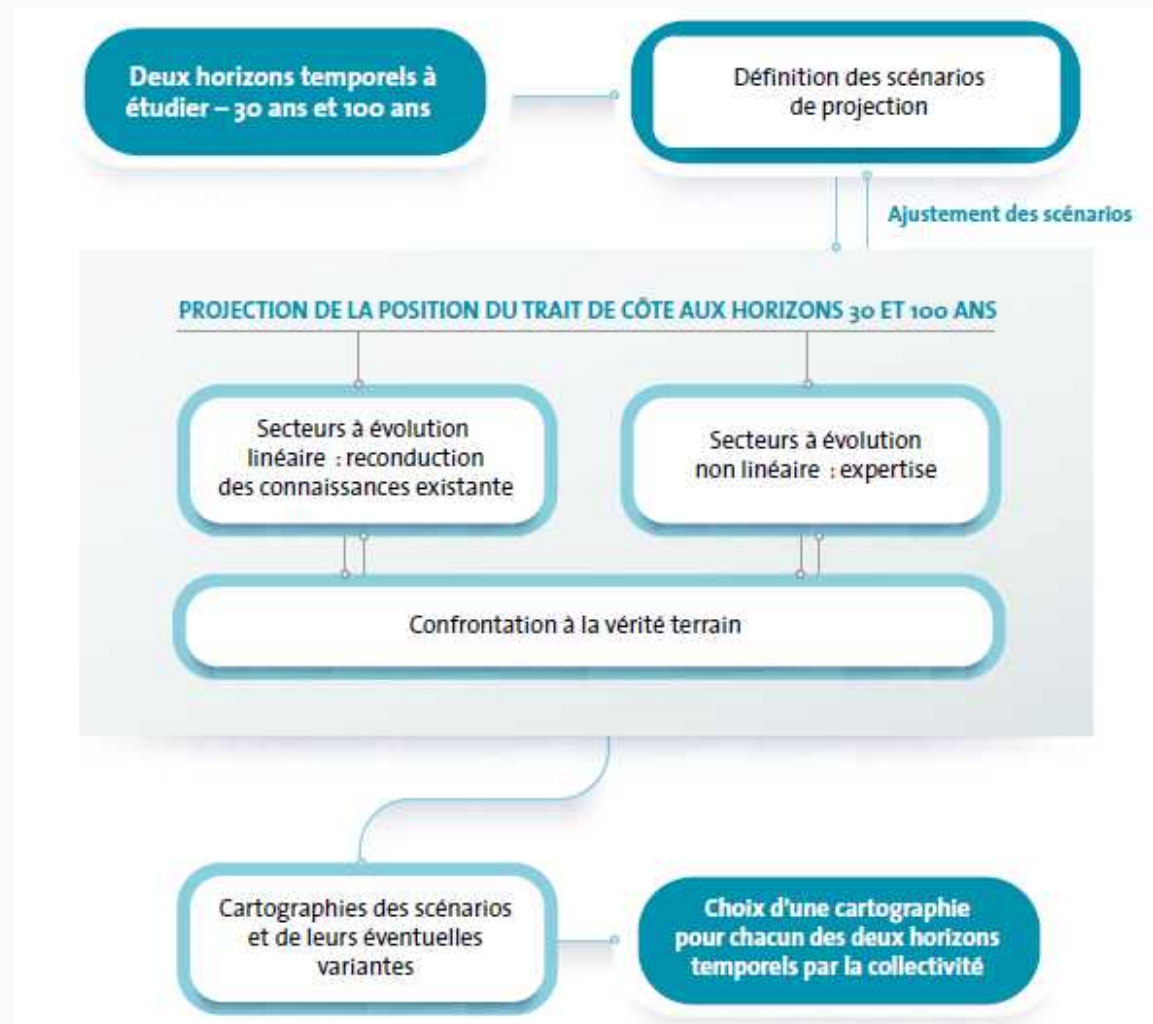 Deux horizons temporels à
étudier – 30 ans et 100 ans
Définition des scénarios
de projection
Ajustement des scénarios
PROJECTION DE LA POSITION DU TRAIT DE CÔTE AUX HORIZONS 30 ET 100 ANS
Secteurs à évolution
linéaire : reconduction
des connaissances existante
Secteurs à évolution
non linéaire : expertise
Confrontation à la vérité terrain
Cartographies des scénarios
et de leurs éventuelles
variantes
Choix d'une cartographie
pour chacun des deux horizons
temporels par la collectivité